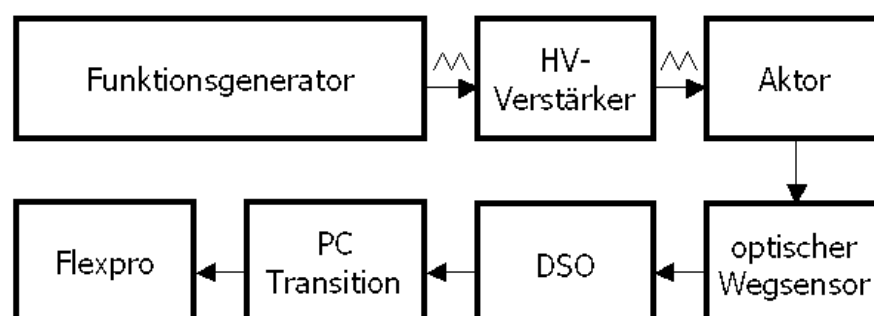 Funktionsgenerator
HV-
Verstärker
Aktor
Flexpro
PC
Transition
DSO
optischer
Wegsensor